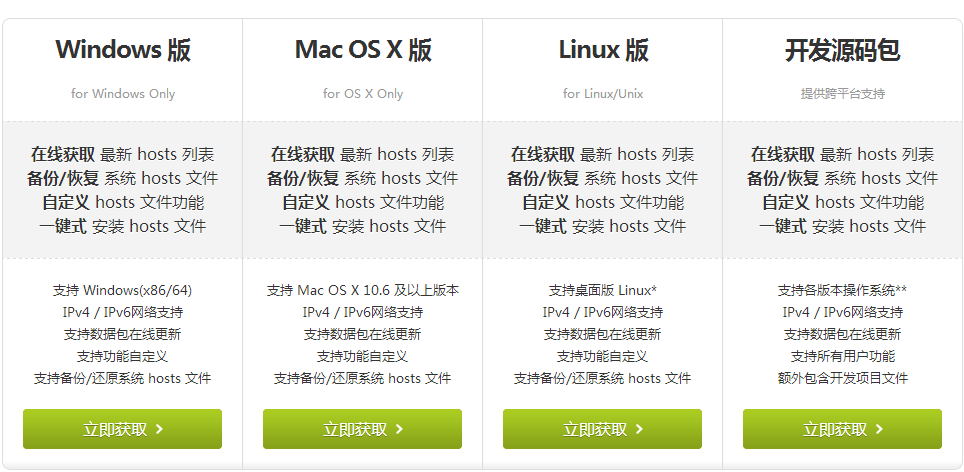 Windows 版
for Windows Only
在线获取 最新 hosts 列表
备份/恢复 系统 hosts 文件
自定义 hosts 文件功能
一键式 安装 hosts 文件
支持 Windows(x86/64)
IPv4 / IPv6网络支持
支持数据包在线更新
支持功能自定义
支持备份/还原系统 hosts 文件
立即获取
Mac OS X 版
for OS X Only
在线获取 最新 hosts 列表
备份/恢复 系统 hosts 文件
自定义 hosts 文件功能
一键式 安装 hosts 文件
支持 Mac OS X 10.6 及以上版本
IPv4 / IPv6网络支持
支持数据包在线更新
支持功能自定义
支持备份/还原系统 hosts 文件
立即获取
Linux 版
for Linux/Unix
在线获取 最新 hosts 列表
备份/恢复 系统 hosts 文件
自定义 hosts 文件功能
一键式 安装 hosts 文件
支持桌面版 Linux*
IPv4 / IPv6网络支持
支持数据包在线更新
支持功能自定义
支持备份/还原系统 hosts 文件
立即获取
开发源码包
提供跨平台支持
在线获取 最新 hosts 列表
备份/恢复 系统 hosts 文件
自定义 hosts 文件功能
一键式 安装 hosts 文件
支持各版本操作系统**
IPv4 / IPv6网络支持
支持数据包在线更新
支持所有用户功能
额外包含开发项目文件
立即获取